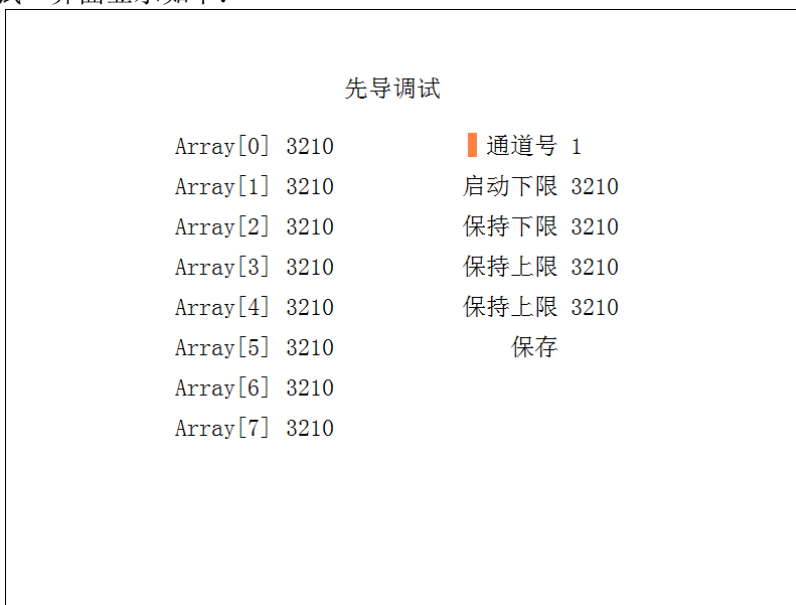 先导调试
Array[0] 3210 通道号 1
Array[1] 3210 启动下限 3210
Array[2] 3210 保持下限 3210
Array[3] 3210 保持上限 3210
Array[4] 3210 保持上限 3210
Array[5] 3210 保存
Array[6] 3210
Array[7] 3210